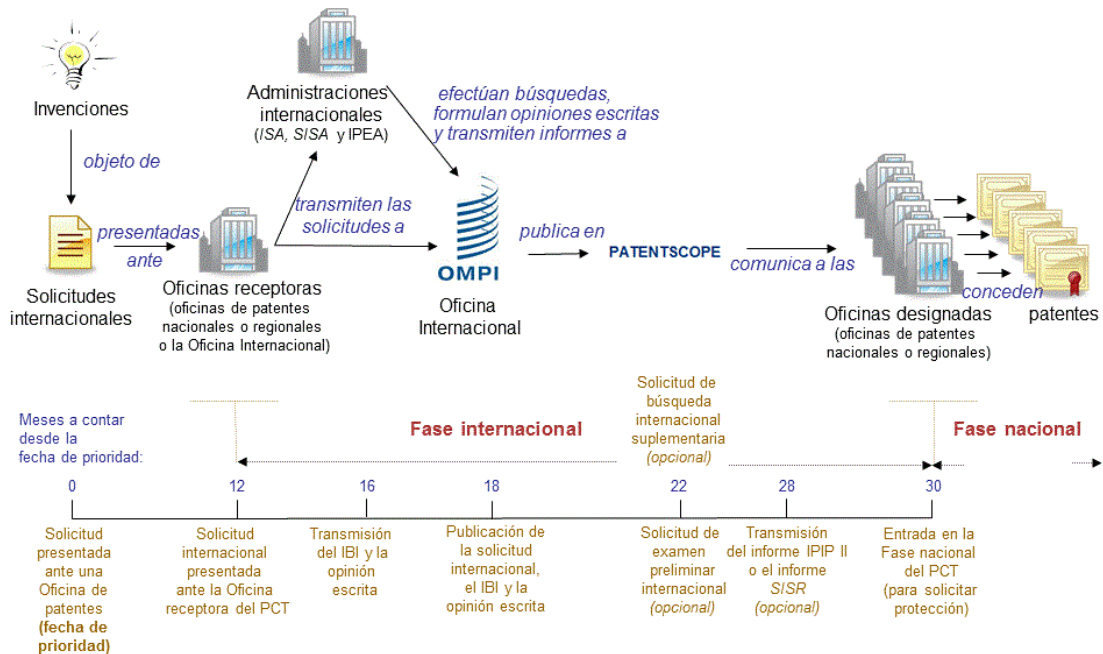 Invenciones
objeto de
Solicitudes
internacionales
presentadas
ante
Oficinas receptoras
(oficinas de patentes
nacionales o regionales
o la Oficina Internacional)
Administraciones
internacionales
(ISA, SISA y IPEA)
transmiten las
solicitudes a
efectúan búsquedas,
formulan opiniones escritas
y transmiten informes a
OMPI
Oficina
Internacional
publica en
PATENTSCOPE
comunica a las
Oficinas designadas
(oficinas de patentes
nacionales o regionales)
conceden
patentes
Meses a contar
desde la
fecha de prioridad:
Fase internacional
Solicitud de
búsqueda
internacional
suplementaria
(opcional)
Fase nacional
0
12
16
18
22
28
30
Solicitud
presentada
ante una
Oficina de
patentes
(fecha de
prioridad)
Solicitud
internacional
presentada
ante la Oficina
receptora del PCT
Transmisión
del IBI y la
opinión
escrita
Publicación de
la solicitud
internacional,
el IBI y la
opinión escrita
Solicitud de
examen
preliminar
internacional
(opcional)
Transmisión
del informe IPIP II
o el informe
SISR
(opcional)
Entrada en la
Fase nacional
del PCT
(para solicitar
protección)